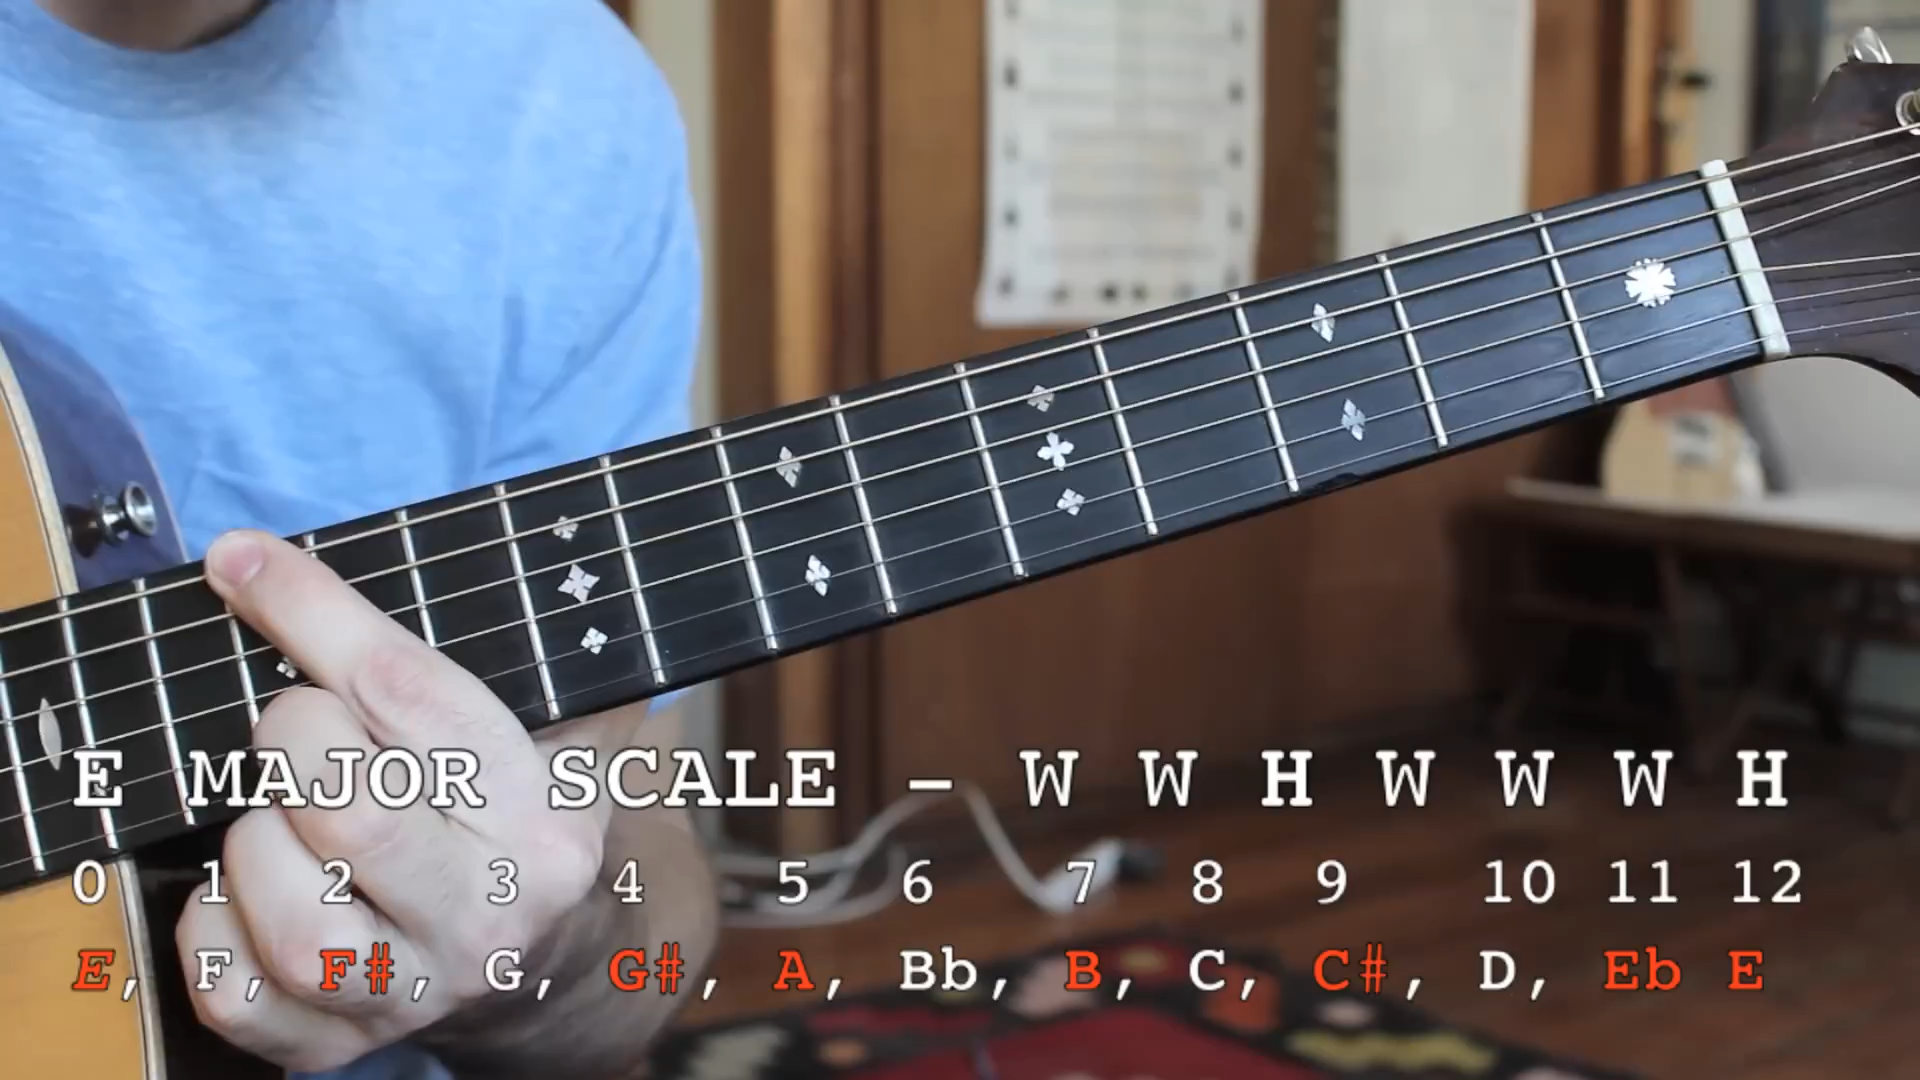 E MAJOR SCALE - W W H W W W H
0 1 2 3 4 5 6 7 8 9 10 11 12
E, F, F#, G, G#, A, Bb, B, C, C#, D, Eb E